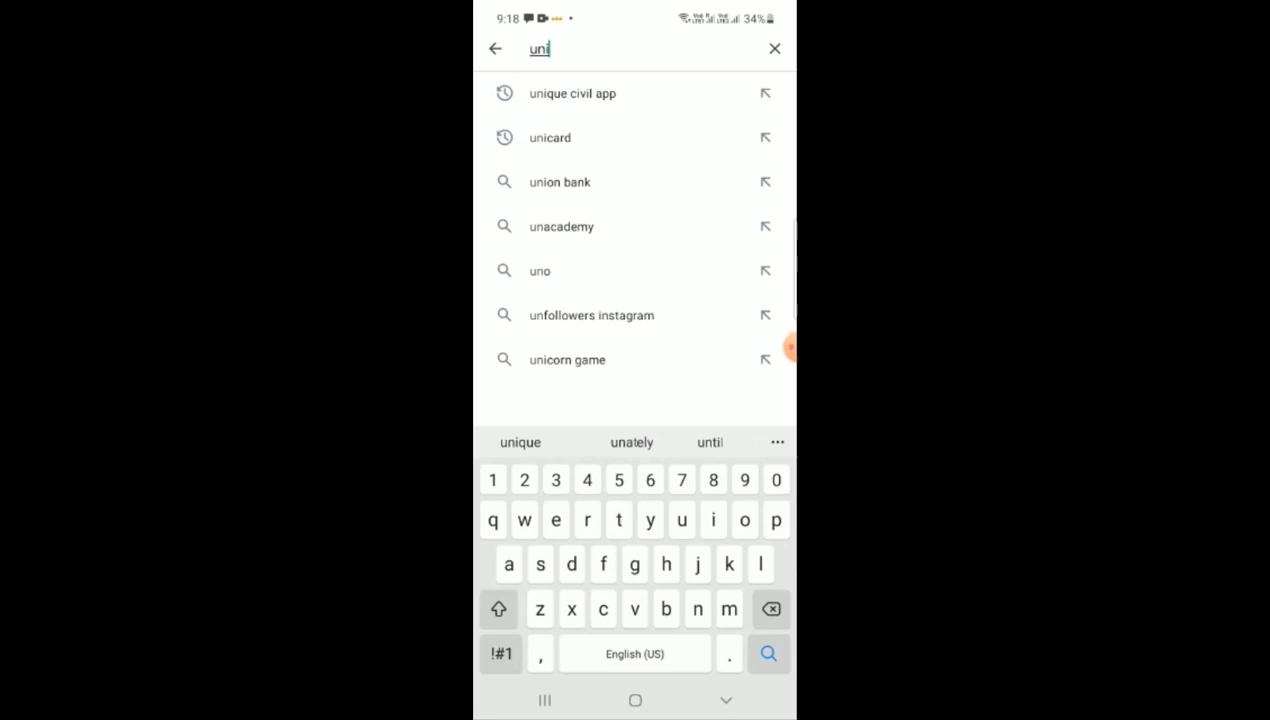 9:18 34%
uni
unique civil app
unicard
union bank
unacademy
uno
unfollowers instagram
unicorn game
unique unately until
1 2 3 4 5 6 7 8 9 0
q w e r t y u i o p
a s d f g h j k l
z x c v b n m
!#1 , English (US) .